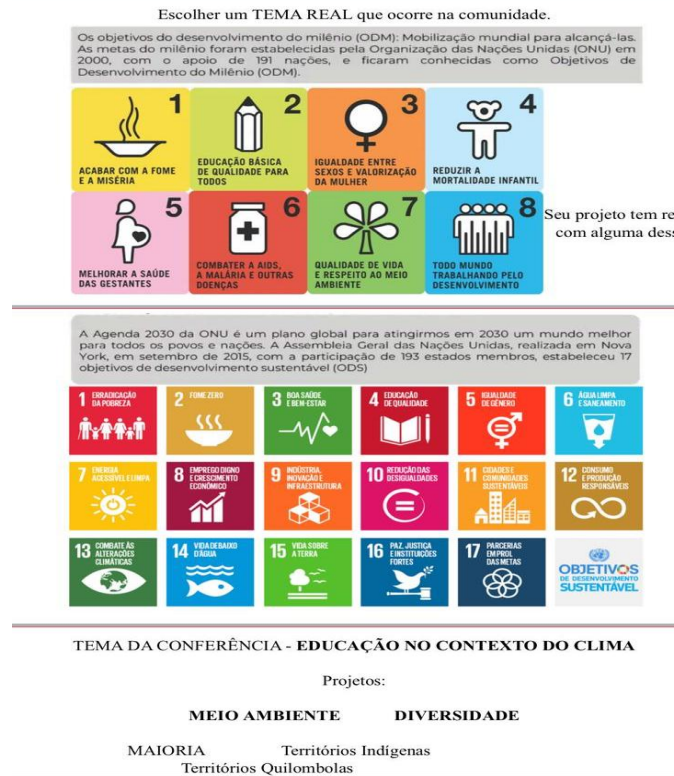 Escolher um TEMA REAL que ocorre na comunidade.
Os objetivos do desenvolvimento do milênio (ODM): Mobilização mundial para alcançá-las.
As metas do milênio foram estabelecidas pela Organização das Nações Unidas (ONU) em
2000, com o apoio de 191 nações, e ficaram conhecidas como Objetivos de
Desenvolvimento do Milênio (ODM).
1
ACABAR COM A FOME
E A MISÉRIA
2
EDUCAÇÃO BÁSICA
DE QUALIDADE PARA
TODOS
3
IGUALDADE ENTRE
SEXOS E VALORIZAÇÃO
DA MULHER
4
REDUZIR A
MORTALIDADE INFANTIL
5
MELHORAR A SAÚDE
DAS GESTANTES
6
COMBATER A AIDS,
A MALÁRIA E OUTRAS
DOENÇAS
7
QUALIDADE DE VIDA
E RESPEITO AO MEIO
AMBIENTE
8
TODO MUNDO
TRABALHANDO PELO
DESENVOLVIMENTO
Seu projeto tem re
com alguma des
A Agenda 2030 da ONU é um plano global para atingirmos em 2030 um mundo melhor
para todos os povos e nações. A Assembleia Geral das Nações Unidas, realizada em Nova
York, em setembro de 2015, com a participação de 193 estados membros, estabeleceu 17
objetivos de desenvolvimento sustentável (ODS)
1 ERRADICAÇÃO
DA POBREZA
2 FOME ZERO
3 BOA SAÚDE
E BEM-ESTAR
4 EDUCAÇÃO
DE QUALIDADE
5 IGUALDADE
DE GÊNERO
6 ÁGUA LIMPA
E SANEAMENTO
7 ENERGIA
ACESSÍVEL E LIMPA
8 EMPREGO DIGNO
E CRESCIMENTO
ECONÔMICO
9 INDÚSTRIA,
INOVAÇÃO E
INFRAESTRUTURA
10 REDUÇÃO DAS
DESIGUALDADES
11 CIDADES E
COMUNIDADES
SUSTENTÁVEIS
12 CONSUMO
E PRODUÇÃO
RESPONSÁVEIS
13 COMBATE ÀS
ALTERAÇÕES
CLIMÁTICAS
14 VIDA DEBAIXO
D'ÁGUA
15 VIDA SOBRE
A TERRA
16 PAZ, JUSTIÇA
E INSTITUIÇÕES
FORTES
17 PARCERIAS
EM PROL
DAS METAS
OBJETIVOS
DE DESENVOLVIMENTO
SUSTENTÁVEL
TEMA DA CONFERÊNCIA - EDUCAÇÃO NO CONTEXTO DO CLIMA
Projetos:
MEIO AMBIENTE DIVERSIDADE
MAIORIA Territórios Indígenas
Territórios Quilombolas